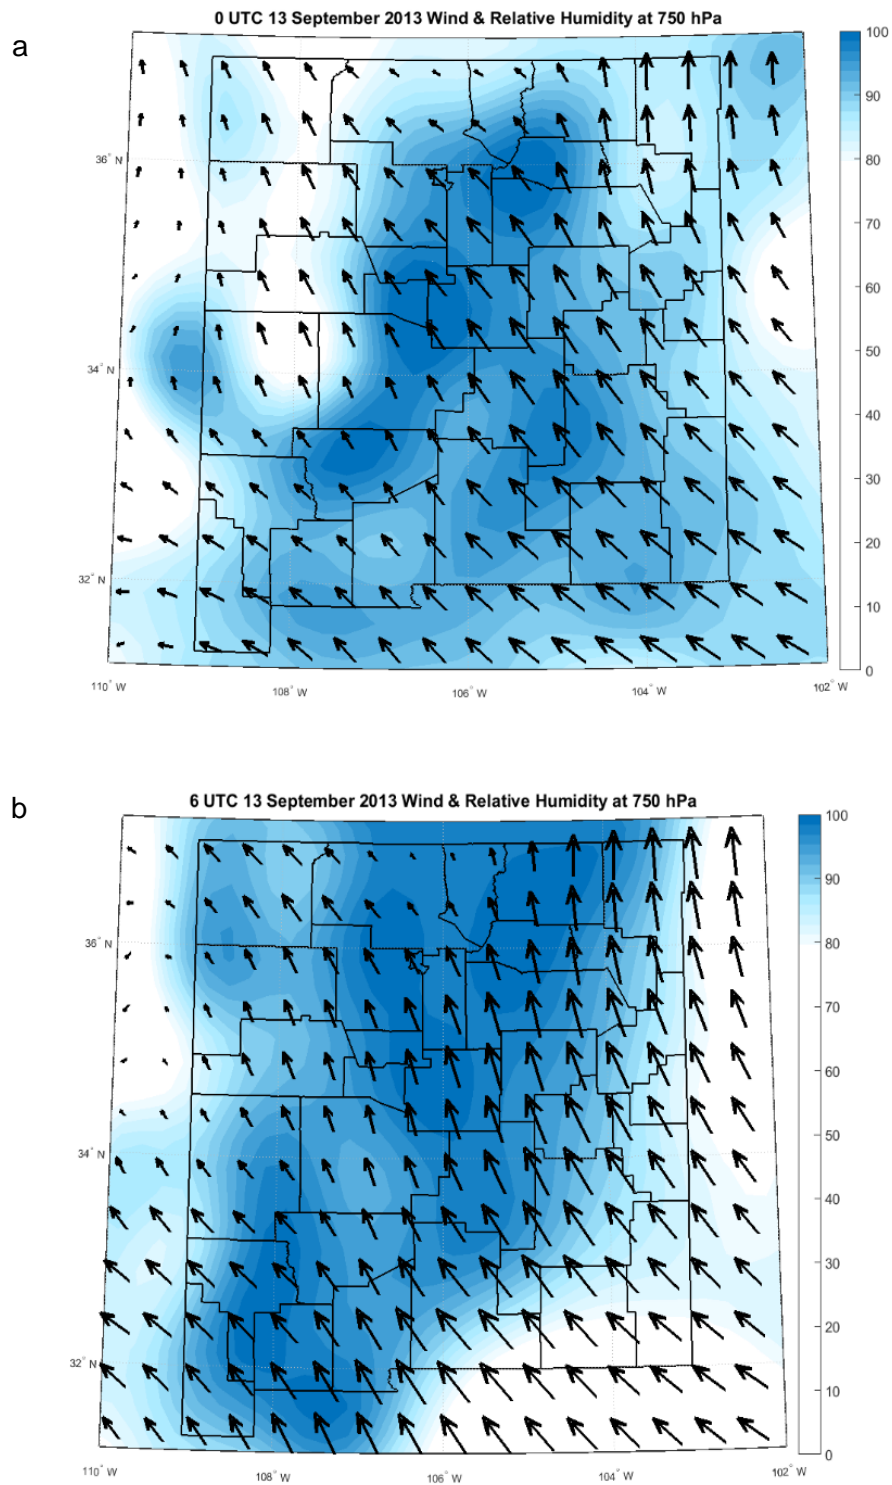 0 UTC 13 September 2013 Wind & Relative Humidity at 750 hPa
a
100
90
80
70
60
50
40
30
20
10
0
36° N
34° N
32° N
110° W
108° W
106° W
104° W
102° W
6 UTC 13 September 2013 Wind & Relative Humidity at 750 hPa
b
100
90
80
70
60
50
40
30
20
10
0
36° N
34° N
32° N
110° W
108° W
106° W
104° W
102° W